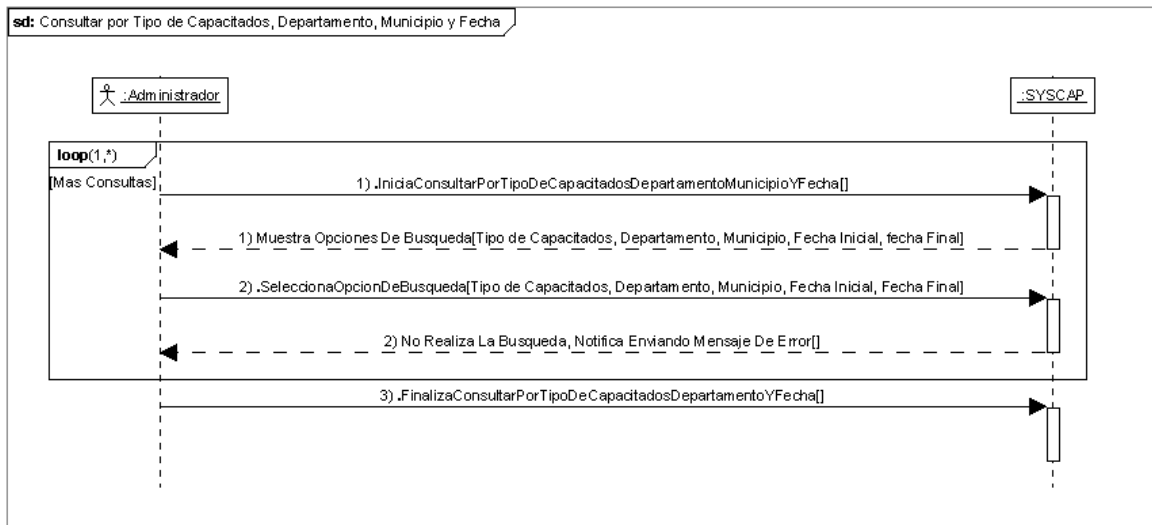 sd: Consultar por Tipo de Capacitados, Departamento, Municipio y Fecha
:Administrador
:SYSCAP
loop(1,*)
[Mas Consultas]
1) .IniciaConsultarPorTipoDeCapacitadosDepartamentoMunicipioYFecha[]
1) Muestra Opciones De Busqueda[Tipo de Capacitados, Departamento, Municipio, Fecha Inicial, fecha Final]
2) .SeleccionaOpcionDeBusqueda[Tipo de Capacitados, Departamento, Municipio, Fecha Inicial, Fecha Final]
2) No Realiza La Busqueda, Notifica Enviando Mensaje De Error[]
3) .FinalizaConsultarPorTipoDeCapacitadosDepartamentoYFecha[]